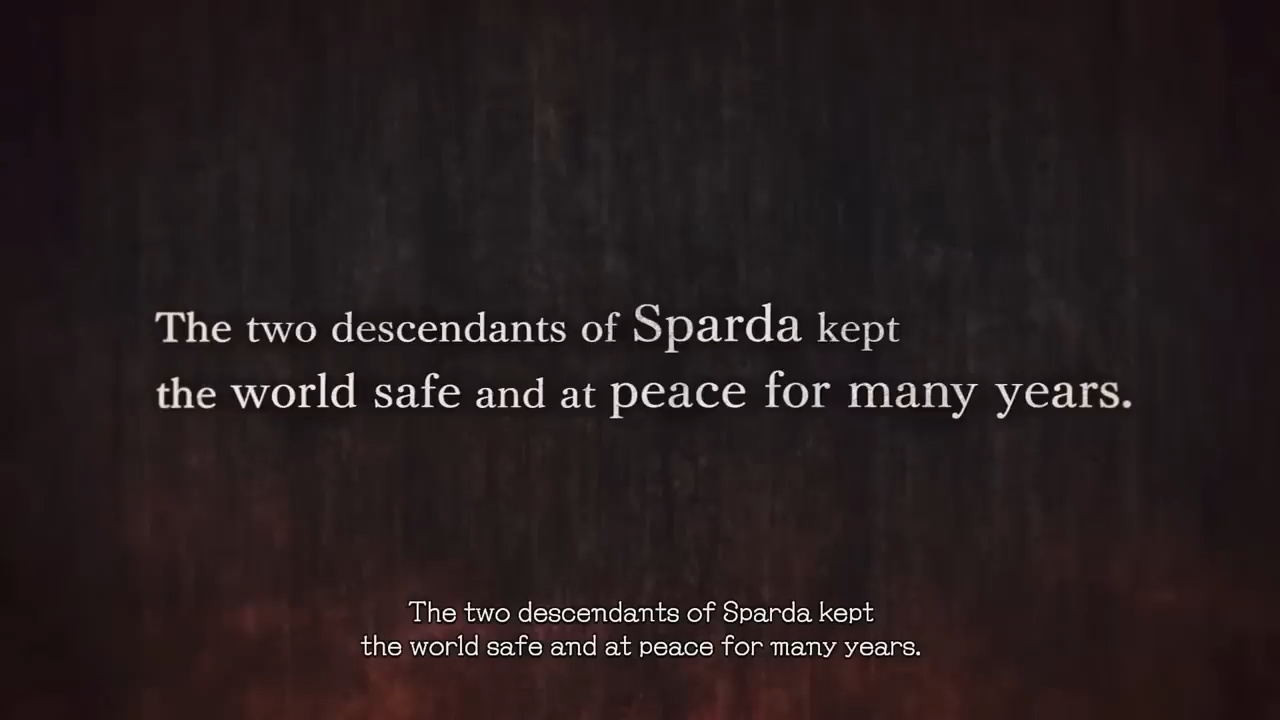 The two descendants of Sparda kept
the world safe and at peace for many years.
The two descendants of Sparda kept
the world safe and at peace for many years.